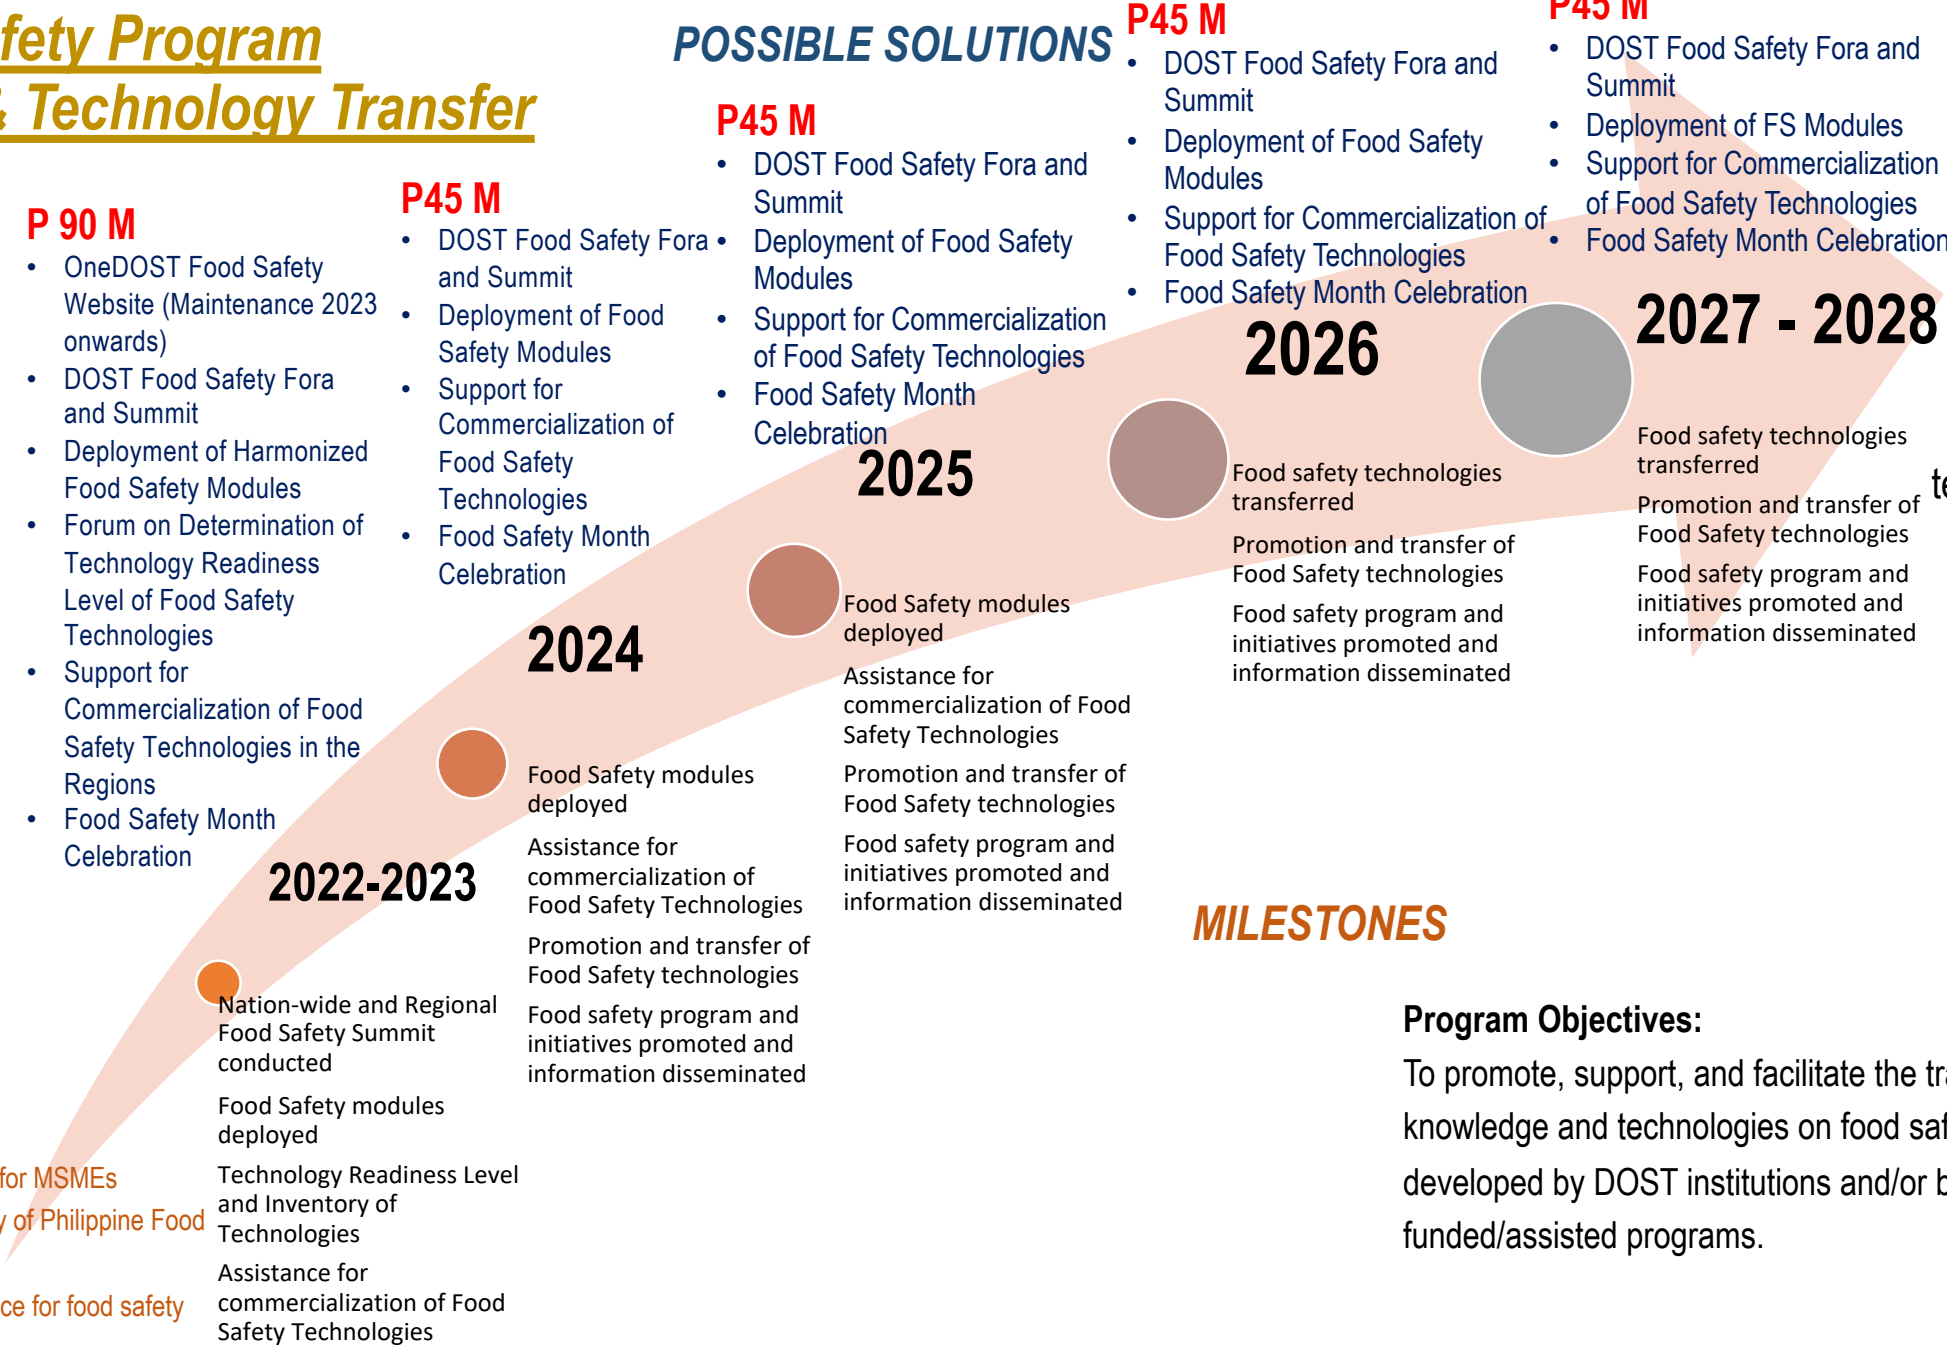 fety Program
& Technology Transfer
POSSIBLE SOLUTIONS
P 90 M
• OneDOST Food Safety
Website (Maintenance 2023
onwards)
• DOST Food Safety Fora
and Summit
• Deployment of Harmonized
Food Safety Modules
• Forum on Determination of
Technology Readiness
Level of Food Safety
Technologies
• Support for
Commercialization of Food
Safety Technologies in the
Regions
• Food Safety Month
Celebration
2022-2023
Nation-wide and Regional
Food Safety Summit
conducted
Food Safety modules
deployed
Technology Readiness Level
and Inventory of
Technologies
Assistance for
commercialization of Food
Safety Technologies
P45 M
• DOST Food Safety Fora
and Summit
• Deployment of Food
Safety Modules
• Support for
Commercialization of
Food Safety
Technologies
• Food Safety Month
Celebration
2024
Food Safety modules
deployed
Assistance for
commercialization of
Food Safety Technologies
Promotion and transfer of
Food Safety technologies
Food safety program and
initiatives promoted and
information disseminated
P45 M
• DOST Food Safety Fora and
Summit
• Deployment of Food Safety
Modules
• Support for Commercialization
of Food Safety Technologies
• Food Safety Month
Celebration
2025
Food Safety modules
deployed
Assistance for
commercialization of Food
Safety Technologies
Promotion and transfer of
Food Safety technologies
Food safety program and
initiatives promoted and
information disseminated
P45 M
• DOST Food Safety Fora and
Summit
• Deployment of Food Safety
Modules
• Support for Commercialization of
Food Safety Technologies
• Food Safety Month Celebration
2026
Food safety technologies
transferred
Promotion and transfer of
Food Safety technologies
Food safety program and
initiatives promoted and
information disseminated
P45 M
• DOST Food Safety Fora and
Summit
• Deployment of FS Modules
• Support for Commercialization
of Food Safety Technologies
• Food Safety Month Celebration
2027 - 2028
Food safety technologies
transferred
Promotion and transfer of
Food Safety technologies
Food safety program and
initiatives promoted and
information disseminated
te
MILESTONES
Program Objectives:
To promote, support, and facilitate the tra
knowledge and technologies on food saf
developed by DOST institutions and/or b
funded/assisted programs.
for MSMEs
y of Philippine Food
ce for food safety